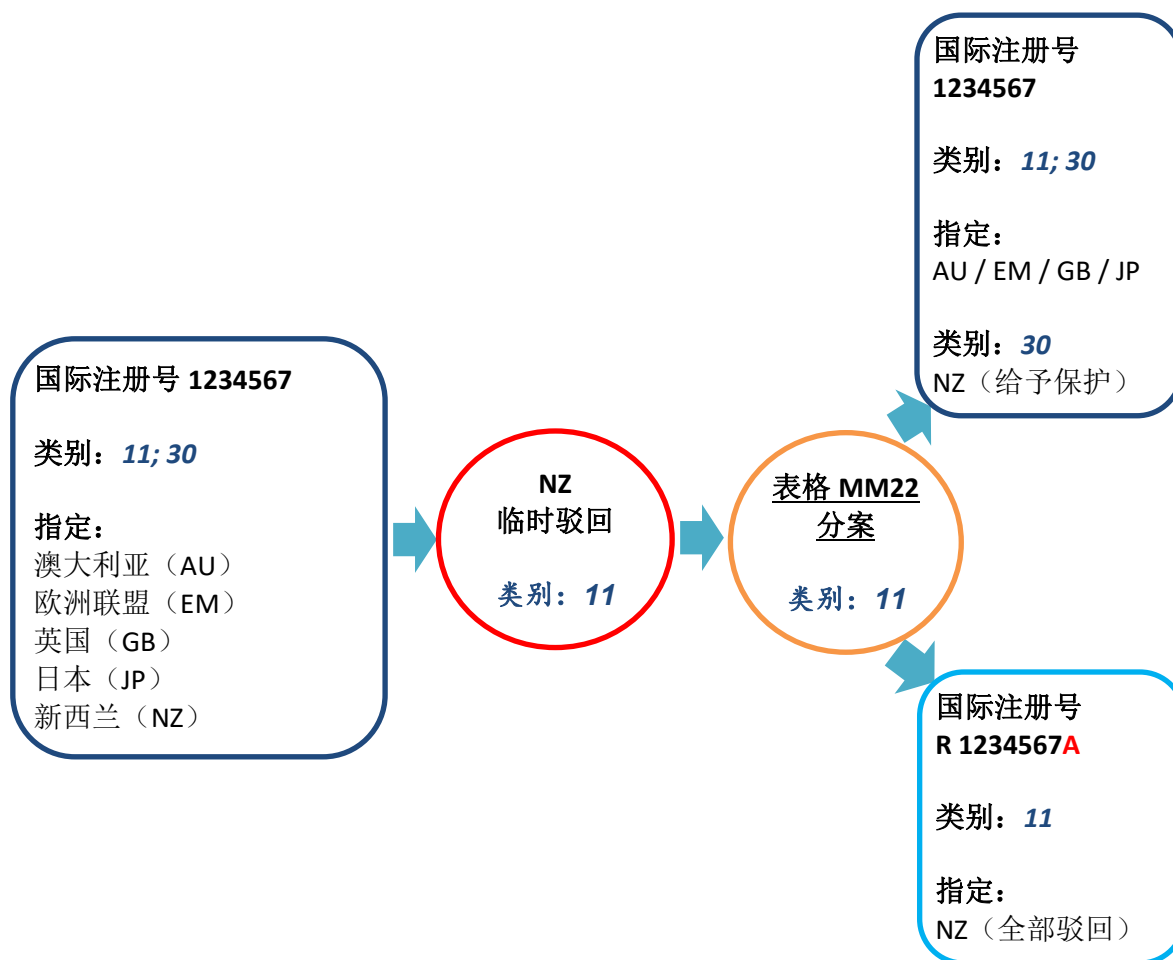 国际注册号 1234567
类别：11; 30
指定：
澳大利亚（AU）
欧洲联盟（EM）
英国（GB）
日本（JP）
新西兰（NZ）
NZ
临时驳回
类别：11
表格 MM22
分案
类别：11
国际注册号
1234567
类别：11; 30
指定：
AU / EM / GB / JP
类别：30
NZ（给予保护）
国际注册号
R 1234567A
类别：11
指定：
NZ（全部驳回）